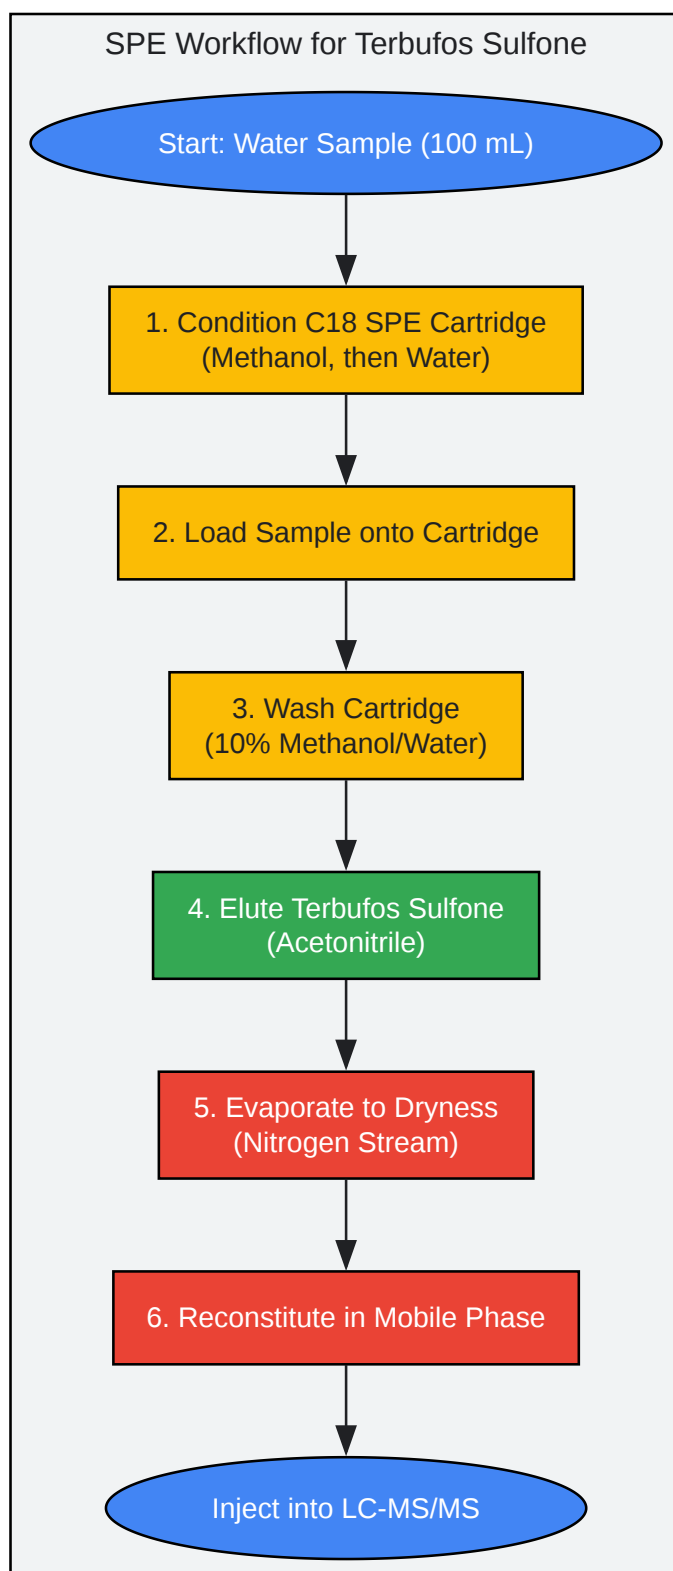 SPE Workflow for Terbufos Sulfone
Start: Water Sample (100 mL)
1. Condition C18 SPE Cartridge
(Methanol, then Water)
2. Load Sample onto Cartridge
3. Wash Cartridge
(10% Methanol/Water)
4. Elute Terbufos Sulfone
(Acetonitrile)
5. Evaporate to Dryness
(Nitrogen Stream)
6. Reconstitute in Mobile Phase
Inject into LC-MS/MS